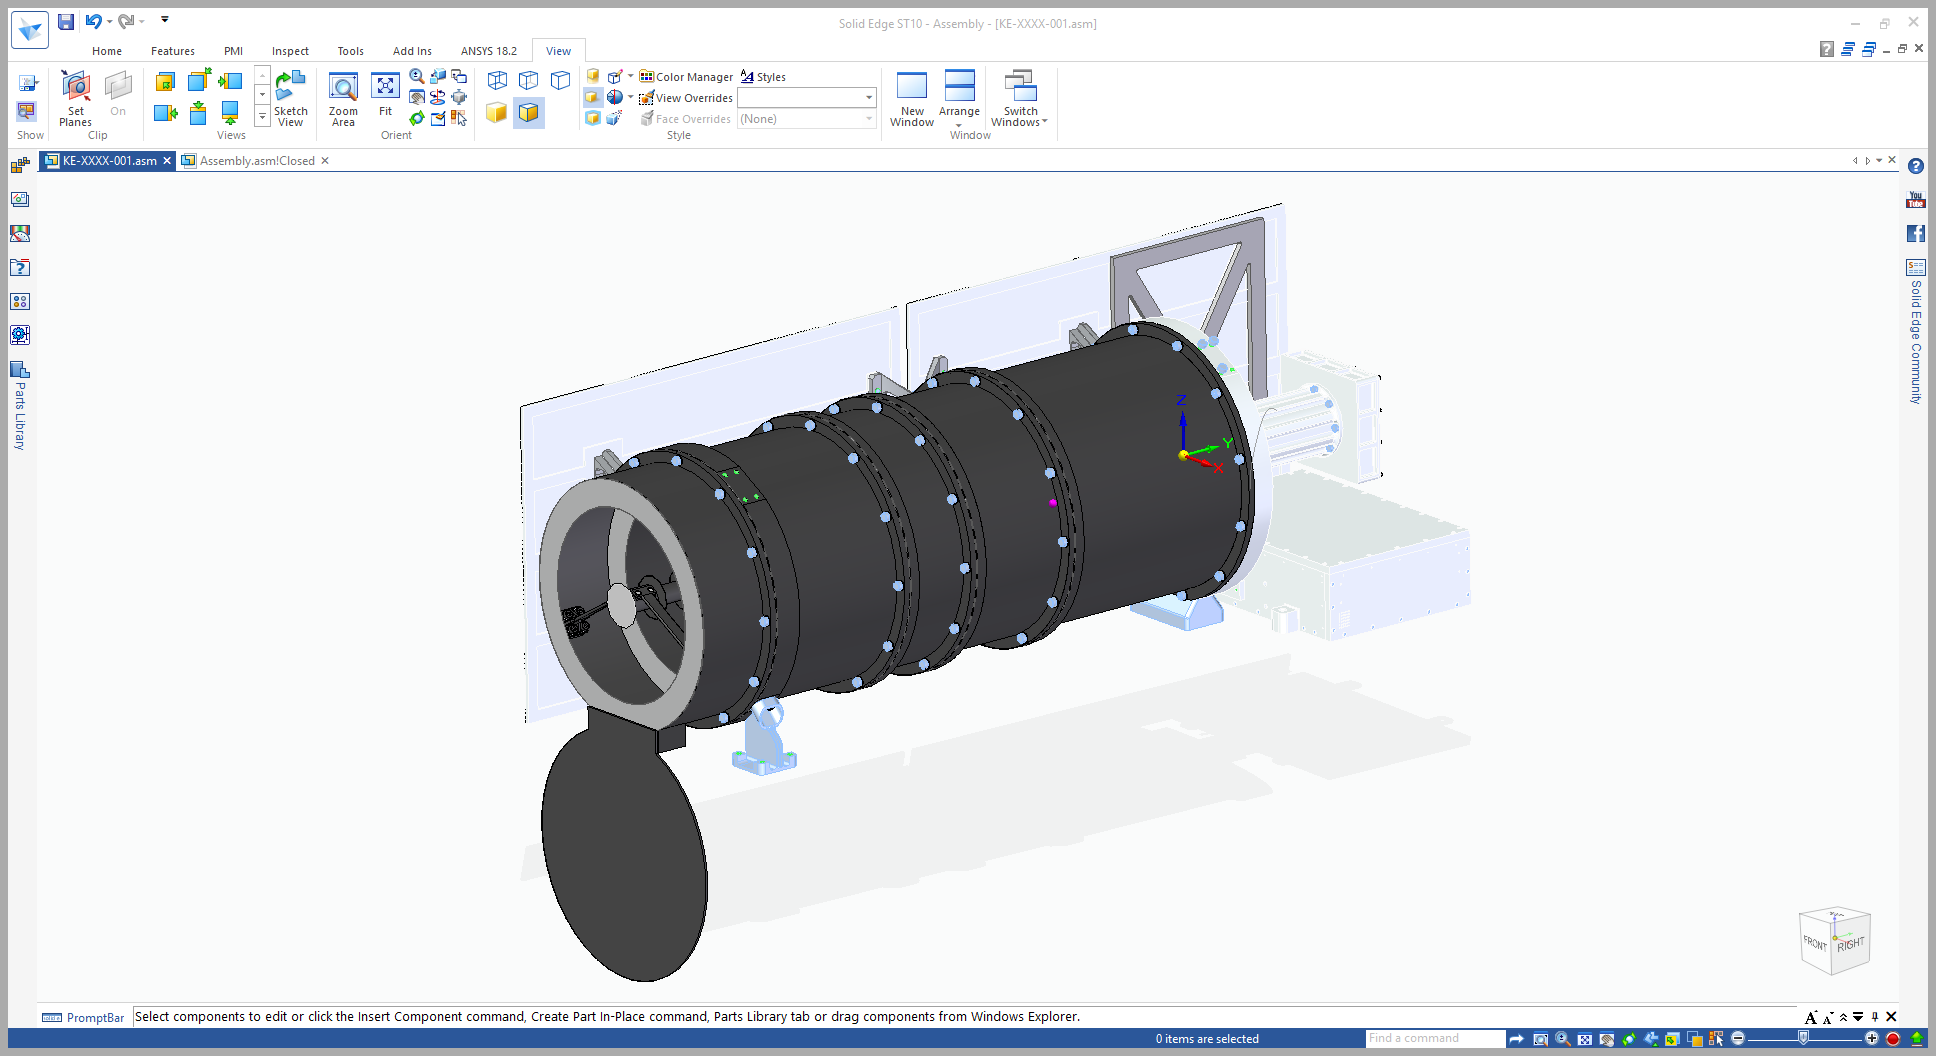 Solid Edge ST10 - Assembly - [KE-XXXX-001.asm]
Home Features PMI Inspect Tools Add Ins ANSYS 18.2 View
Set Planes
On
Sketch View
Zoom Area
Fit
Color Manager
Styles
View Overrides
Face Overrides
(None)
New Window
Arrange
Switch Windows
Show Clip Views Orient Style Window
KE-XXXX-001.asm
Assembly.asm!Closed
Parts Library
You
Tube
Solid Edge Community
Z
Y
X
FRONT
RIGHT
PromptBar
Select components to edit or click the Insert Component command, Create Part In-Place command, Parts Library tab or drag components from Windows Explorer.
0 items are selected
Find a command